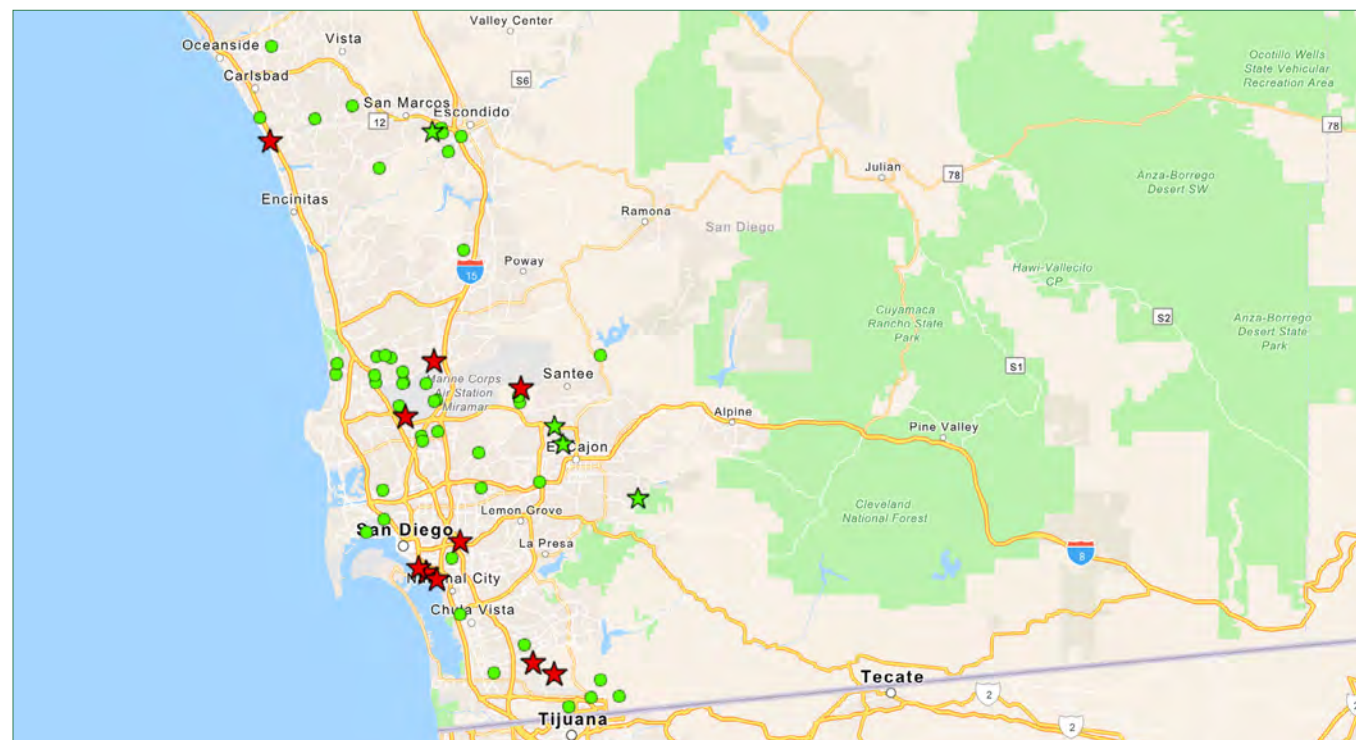 Valley Center
Oceanside
Vista
Ocotillo Wells
State Vehicular
Recreation Area
Carlsbad
S6
San Marcos
Escondido
12
78
Julian
78
Anza-Borrego
Desert SW
Encinitas
Ramona
San Diego
Poway
15
Hawi-Vallecito
CP
Cuyamaca
Rancho State
Park
S2
Anza-Borrego
Desert State
Park
S1
Marine Corps
Air Station
Miramar
Santee
Alpine
Pine Valley
El Cajon
Cleveland
National Forest
Lemon Grove
San Diego
La Presa
8
National City
Chula Vista
Tecate
2
2
2
Tijuana